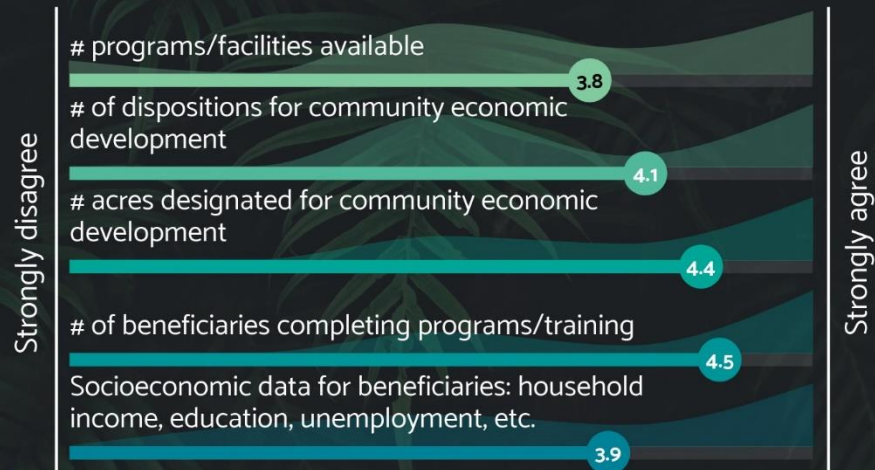 # programs/facilities available
3.8
# of dispositions for community economic
development
4.1
# acres designated for community economic
development
4.4
# of beneficiaries completing programs/training
4.5
Socioeconomic data for beneficiaries: household
income, education, unemployment, etc.
3.9
Strongly disagree
Strongly agree